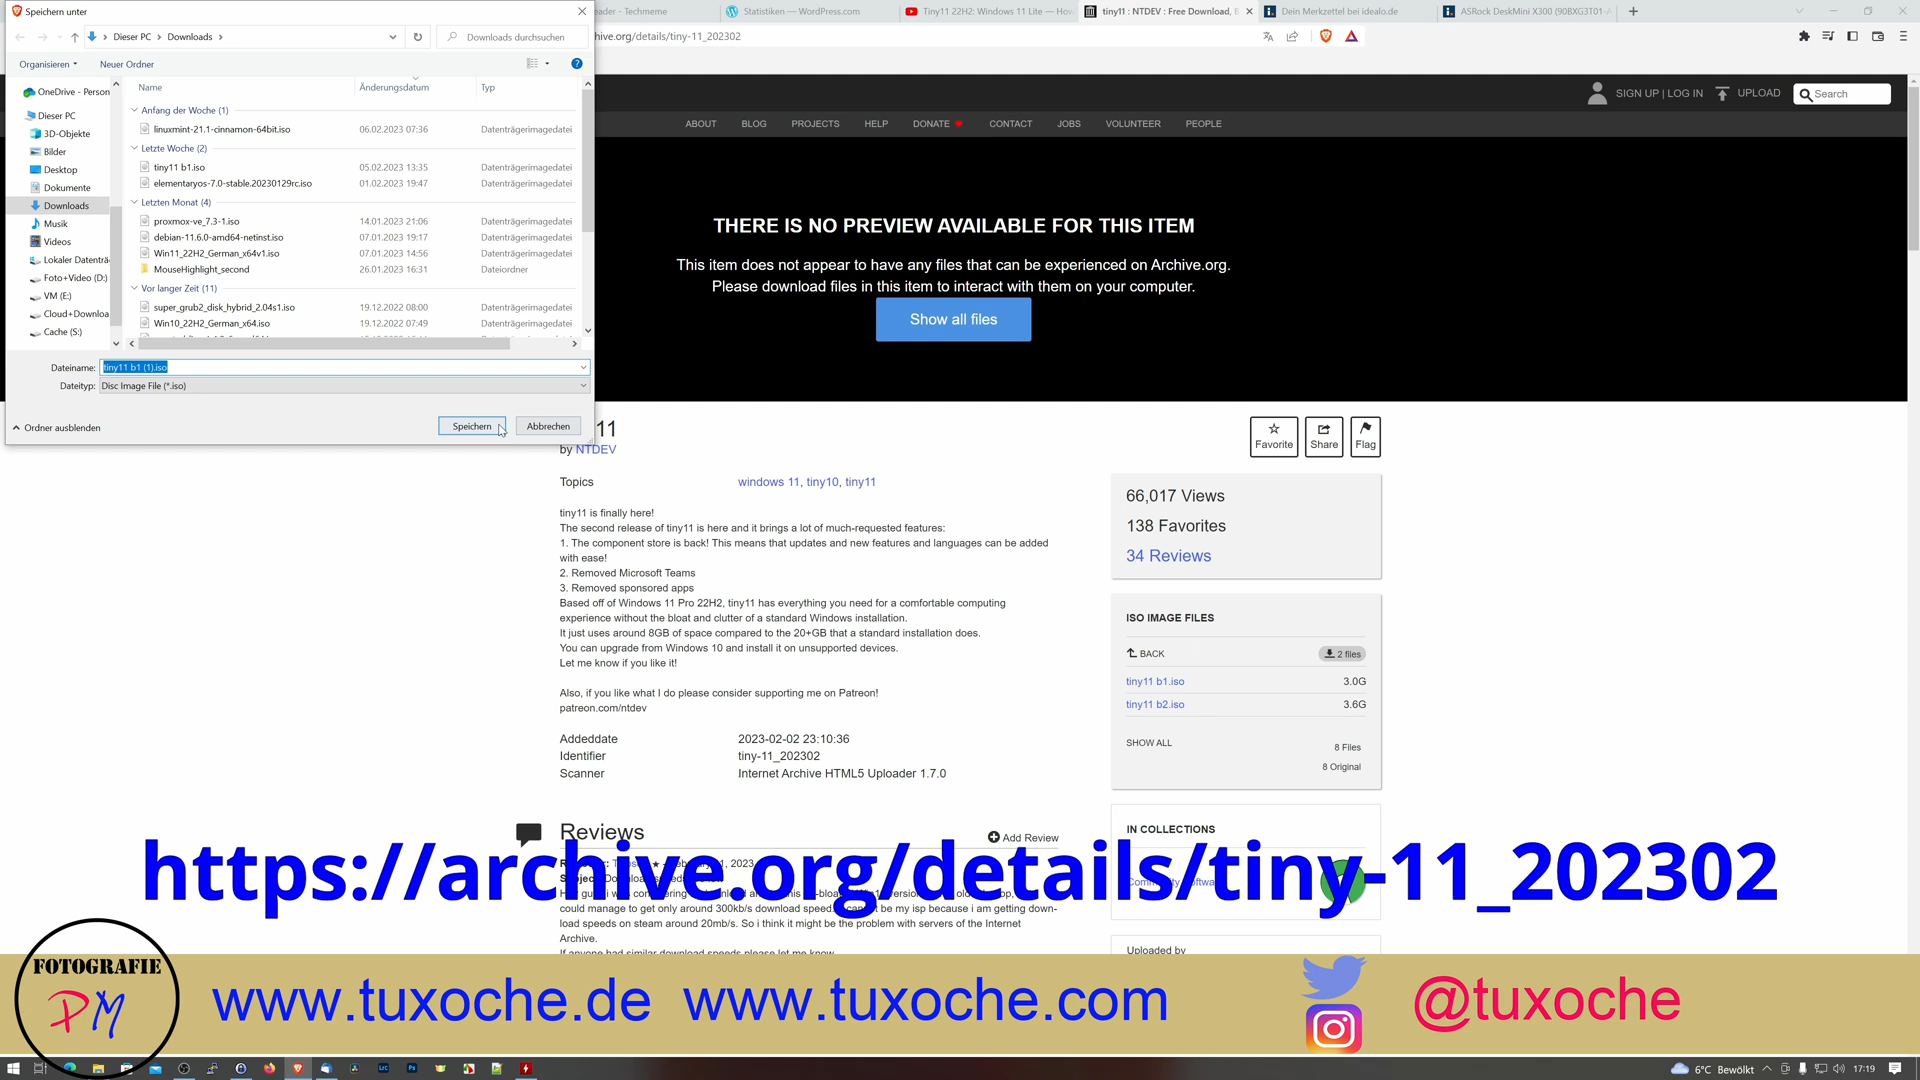 Speichern unter
eader - Techmeme
Statistiken — WordPress.com
Tiny11 22H2: Windows 11 Lite — How
tiny11 : NTDEV : Free Download, B
Dein Merkzettel bei idealo.de
ASRock DeskMini X300 (90BXG3T01-A
Dieser PC
Downloads
Downloads durchsuchen
hive.org/details/tiny-11_202302
Organisieren
Neuer Ordner
SIGN UP | LOG IN
UPLOAD
Search
ABOUT
BLOG
PROJECTS
HELP
DONATE
CONTACT
JOBS
VOLUNTEER
PEOPLE
OneDrive - Person
Dieser PC
3D-Objekte
Bilder
Desktop
Dokumente
Downloads
Musik
Videos
Lokaler Datenträ
Foto+Video (D:)
VM (E:)
Cloud+Downloa
Cache (S:)
Name
Änderungsdatum
Typ
Anfang der Woche (1)
linuxmint-21.1-cinnamon-64bit.iso 06.02.2023 07:36 Datenträgerimagedatei
Letzte Woche (2)
tiny11 b1.iso 05.02.2023 13:35 Datenträgerimagedatei
elementaryos-7.0-stable.20230129rc.iso 01.02.2023 19:47 Datenträgerimagedatei
Letzten Monat (4)
proxmox-ve_7.3-1.iso 14.01.2023 21:06 Datenträgerimagedatei
debian-11.6.0-amd64-netinst.iso 07.01.2023 19:17 Datenträgerimagedatei
Win11_22H2_German_x64v1.iso 07.01.2023 14:56 Datenträgerimagedatei
MouseHighlight_second 26.01.2023 16:31 Dateiordner
Vor langer Zeit (11)
super_grub2_disk_hybrid_2.04s1.iso 19.12.2022 08:00 Datenträgerimagedatei
Win10_22H2_German_x64.iso 19.12.2022 07:49 Datenträgerimagedatei
Dateiname: tiny11 b1 (1).iso
Dateityp: Disc Image File (*.iso)
Ordner ausblenden
Speichern
Abbrechen
THERE IS NO PREVIEW AVAILABLE FOR THIS ITEM
This item does not appear to have any files that can be experienced on Archive.org.
Please download files in this item to interact with them on your computer.
Show all files
11
by NTDEV
Favorite
Share
Flag
Topics windows 11, tiny10, tiny11
tiny11 is finally here!
The second release of tiny11 is here and it brings a lot of much-requested features:
1. The component store is back! This means that updates and new features and languages can be added
with ease!
2. Removed Microsoft Teams
3. Removed sponsored apps
Based off of Windows 11 Pro 22H2, tiny11 has everything you need for a comfortable computing
experience without the bloat and clutter of a standard Windows installation.
It just uses around 8GB of space compared to the 20+GB that a standard installation does.
You can upgrade from Windows 10 and install it on unsupported devices.
Let me know if you like it!
Also, if you like what I do please consider supporting me on Patreon!
patreon.com/ntdev
Addeddate 2023-02-02 23:10:36
Identifier tiny-11_202302
Scanner Internet Archive HTML5 Uploader 1.7.0
66,017 Views
138 Favorites
34 Reviews
ISO IMAGE FILES
BACK 2 files
tiny11 b1.iso 3.0G
tiny11 b2.iso 3.6G
SHOW ALL 8 Files
8 Original
IN COLLECTIONS
Uploaded by
Reviews
Add Review
https://archive.org/details/tiny-11_202302
could manage to get only around 300kb/s download speed
be my isp because i am getting down-
load speeds on steam around 20mb/s. So i think it might be the problem with servers of the Internet
Archive.
If anyone had similar download speeds please let me know
FOTOGRAFIE
PM
www.tuxoche.de www.tuxoche.com
@tuxoche
6°C Bewölkt
17:19